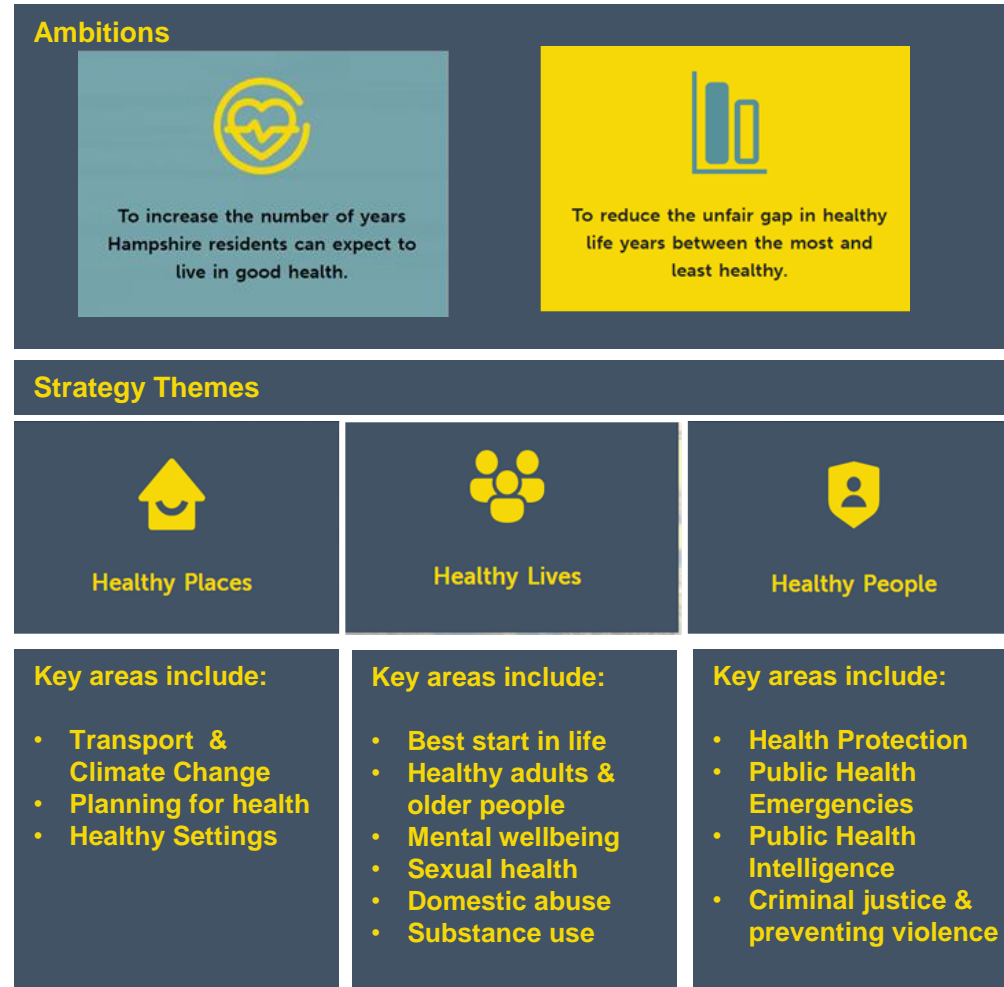 Ambitions
To increase the number of years
Hampshire residents can expect to
live in good health.
To reduce the unfair gap in healthy
life years between the most and
least healthy.
Strategy Themes
Healthy Places
Healthy Lives
Healthy People
Key areas include:
• Transport &
Climate Change
• Planning for health
• Healthy Settings
Key areas include:
• Best start in life
• Healthy adults &
older people
• Mental wellbeing
• Sexual health
• Domestic abuse
• Substance use
Key areas include:
• Health Protection
• Public Health
Emergencies
• Public Health
Intelligence
• Criminal justice &
preventing violence